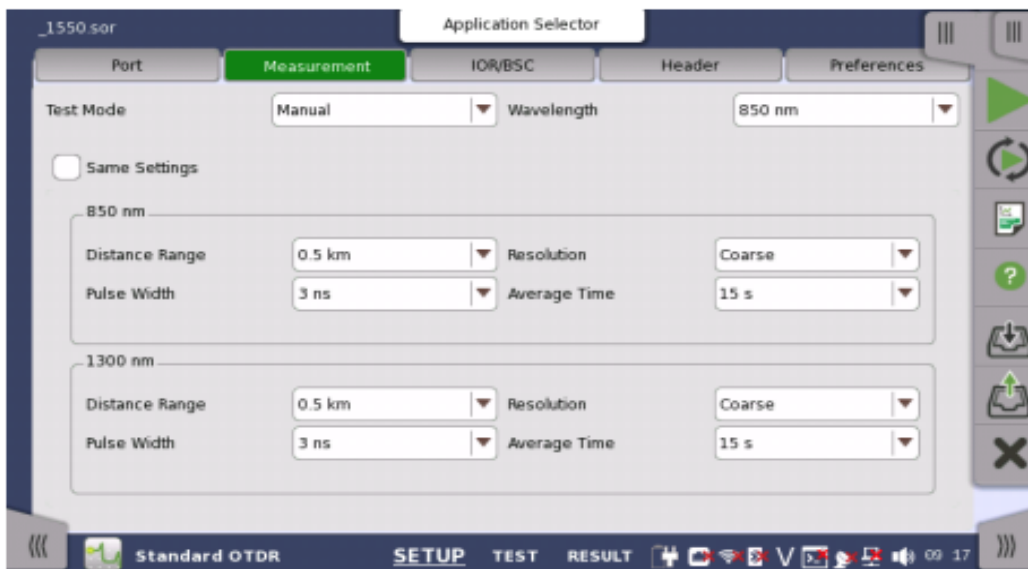 _1550.sor
Application Selector
Port Measurement IOR/BSC Header Preferences
Test Mode Manual Wavelength 850 nm
Same Settings
850 nm
Distance Range 0.5 km Resolution Coarse
Pulse Width 3 ns Average Time 15 s
1300 nm
Distance Range 0.5 km Resolution Coarse
Pulse Width 3 ns Average Time 15 s
Standard OTDR SETUP TEST RESULT 09 17